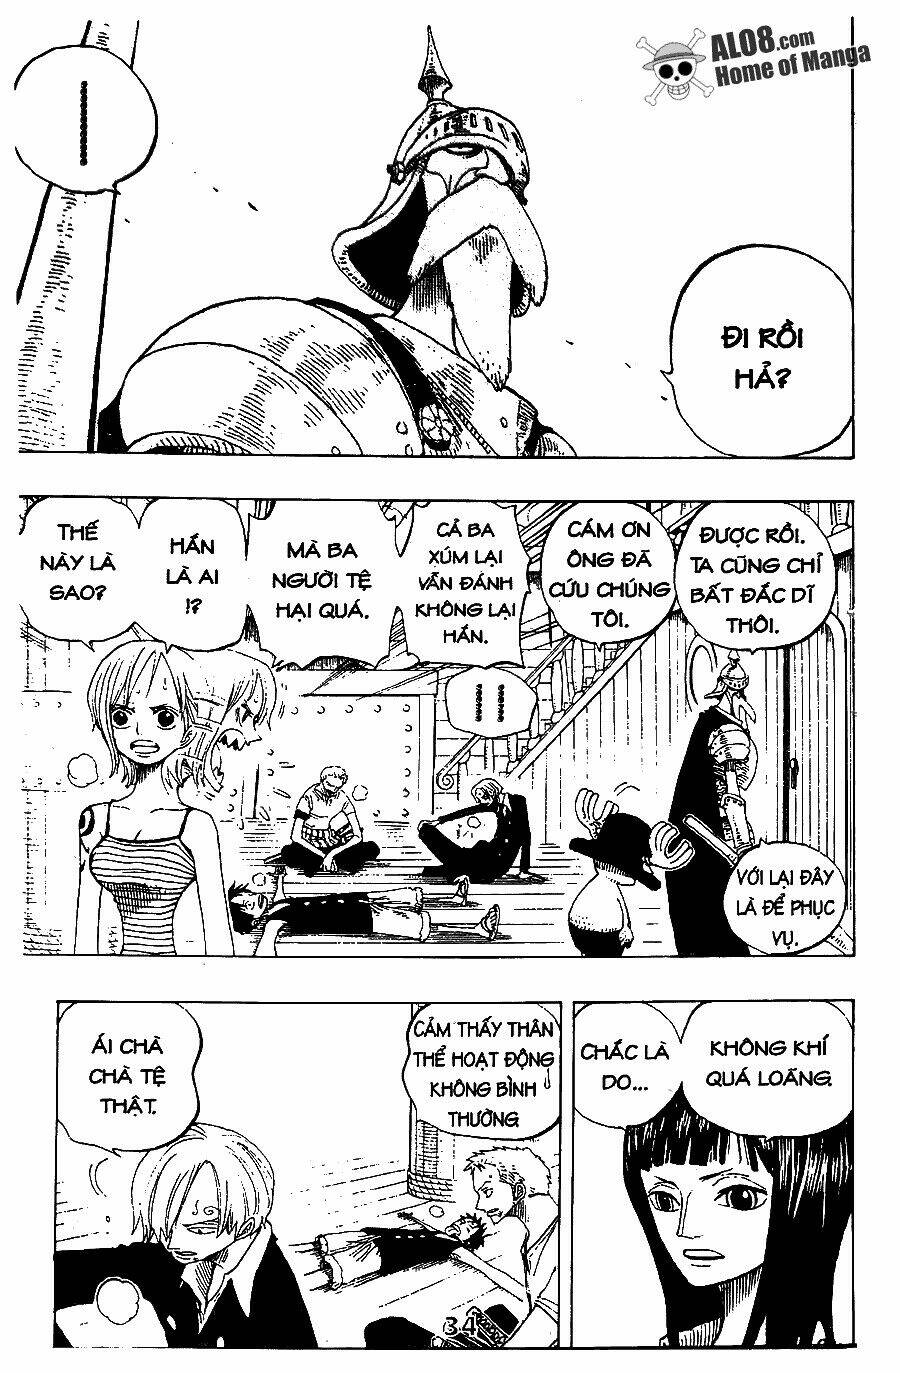 AL08.com
Home of Manga
ĐI RỒI
HẢ?
THẾ
NÀY LÀ
SAO?
HẮN
LÀ AI
!?
MÀ BA
NGƯỜI TỆ
HẠI QUÁ.
CẢ BA
XÚM LẠI
VẪN ĐÁNH
KHÔNG LẠI
HẮN.
CÁM ƠN
ÔNG ĐÃ
CỨU CHÚNG
TÔI.
ĐƯỢC RỒI.
TA CŨNG CHỈ
BẤT ĐẮC DĨ
THÔI.
VỚI LẠI ĐÂY
LÀ ĐỂ PHỤC
VỤ.
ÁI CHÀ
CHÀ TỆ
THẬT.
CẢM THẤY THÂN
THỂ HOẠT ĐỘNG
KHÔNG BÌNH
THƯỜNG
CHẮC LÀ
DO...
KHÔNG KHÍ
QUÁ LOÃNG.
34